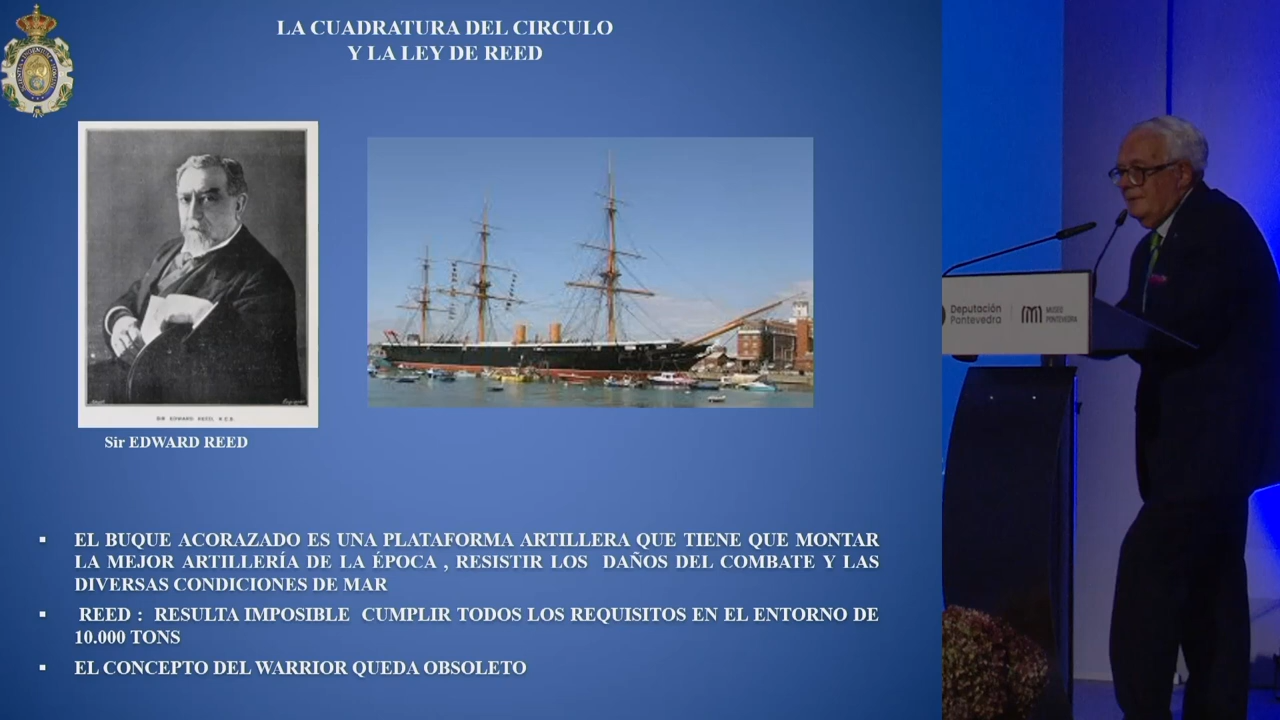 LA CUADRATURA DEL CIRCULO
Y LA LEY DE REED
SIR EDWARD REED, K.C.B.
Sir EDWARD REED
▪ EL BUQUE ACORAZADO ES UNA PLATAFORMA ARTILLERA QUE TIENE QUE MONTAR
LA MEJOR ARTILLERÍA DE LA ÉPOCA , RESISTIR LOS DAÑOS DEL COMBATE Y LAS
DIVERSAS CONDICIONES DE MAR
▪ REED : RESULTA IMPOSIBLE CUMPLIR TODOS LOS REQUISITOS EN EL ENTORNO DE
10.000 TONS
▪ EL CONCEPTO DEL WARRIOR QUEDA OBSOLETO
Deputación
Pontevedra
MUSEO
PONTEVEDRA